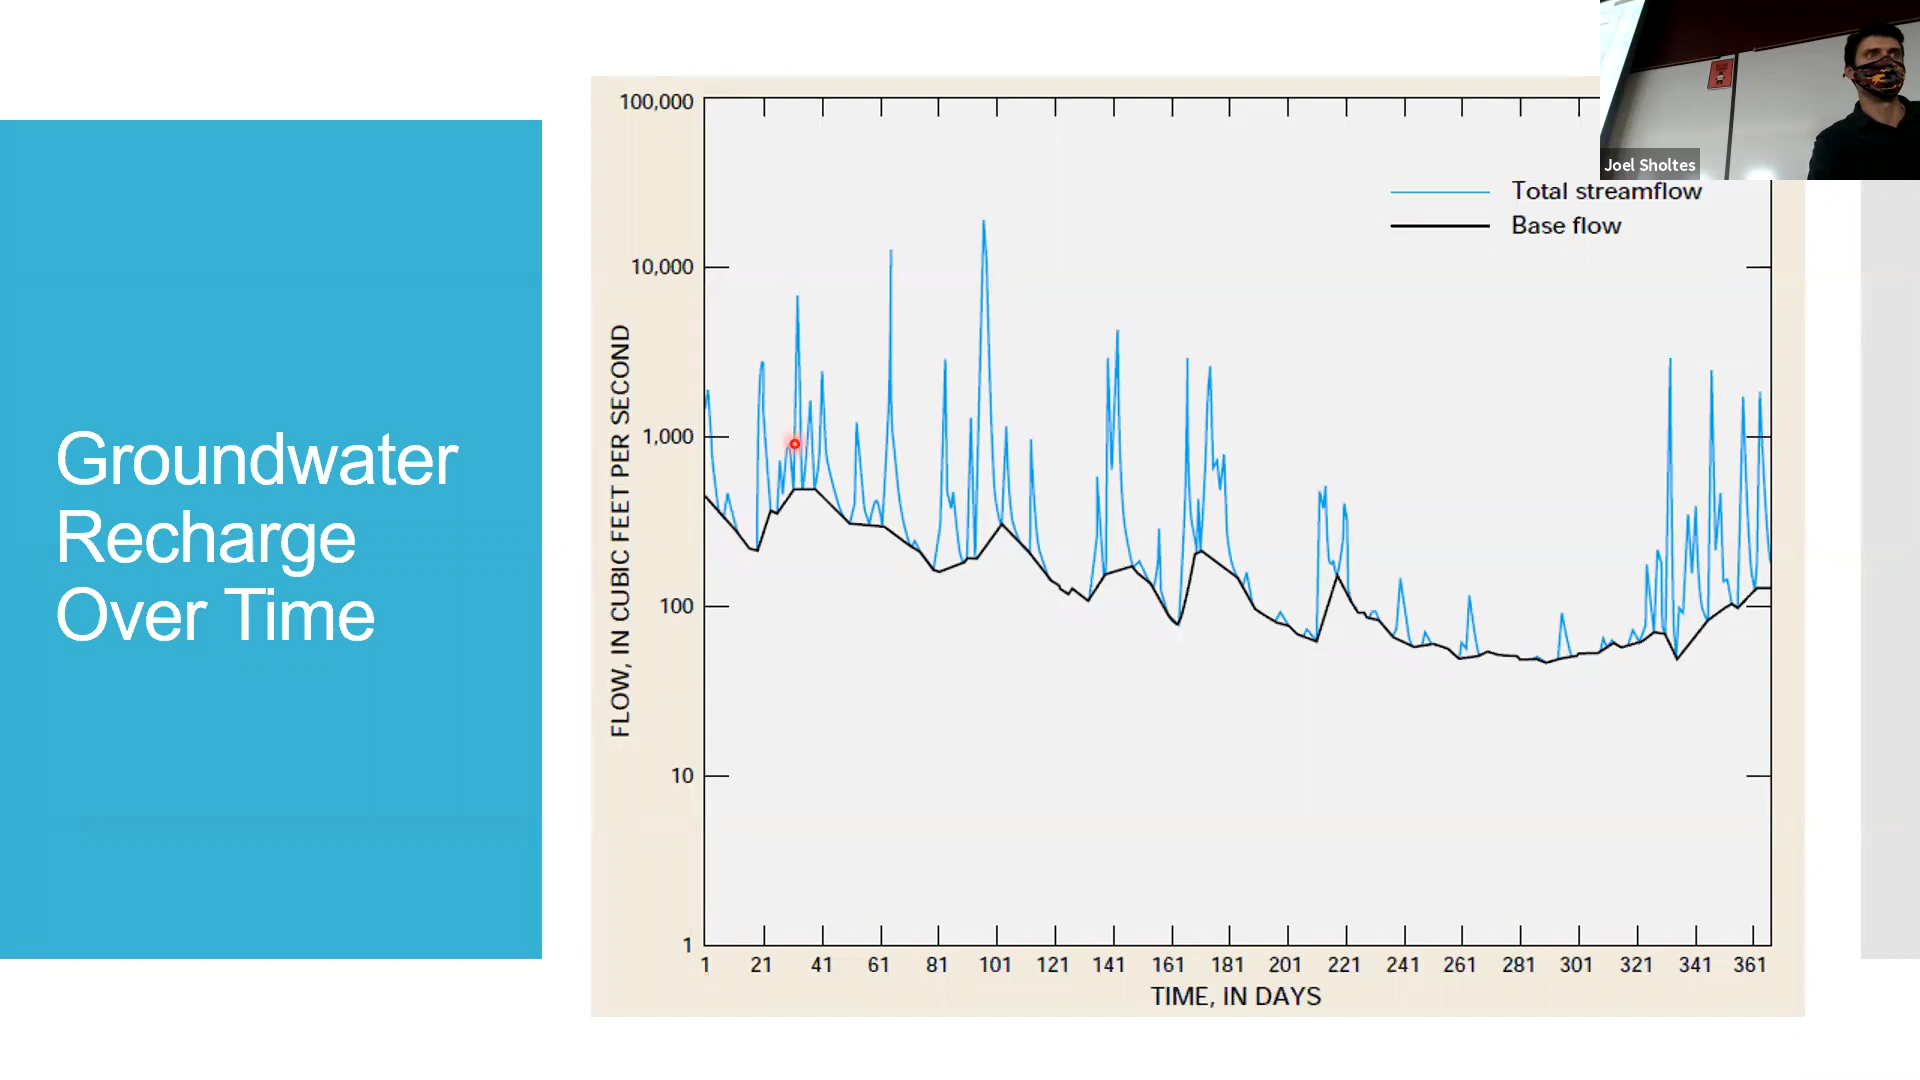 Groundwater
Recharge
Over Time
Joel Sholtes
Total streamflow
Base flow
FLOW, IN CUBIC FEET PER SECOND
100,000
10,000
1,000
100
10
1
1 21 41 61 81 101 121 141 161 181 201 221 241 261 281 301 321 341 361
TIME, IN DAYS